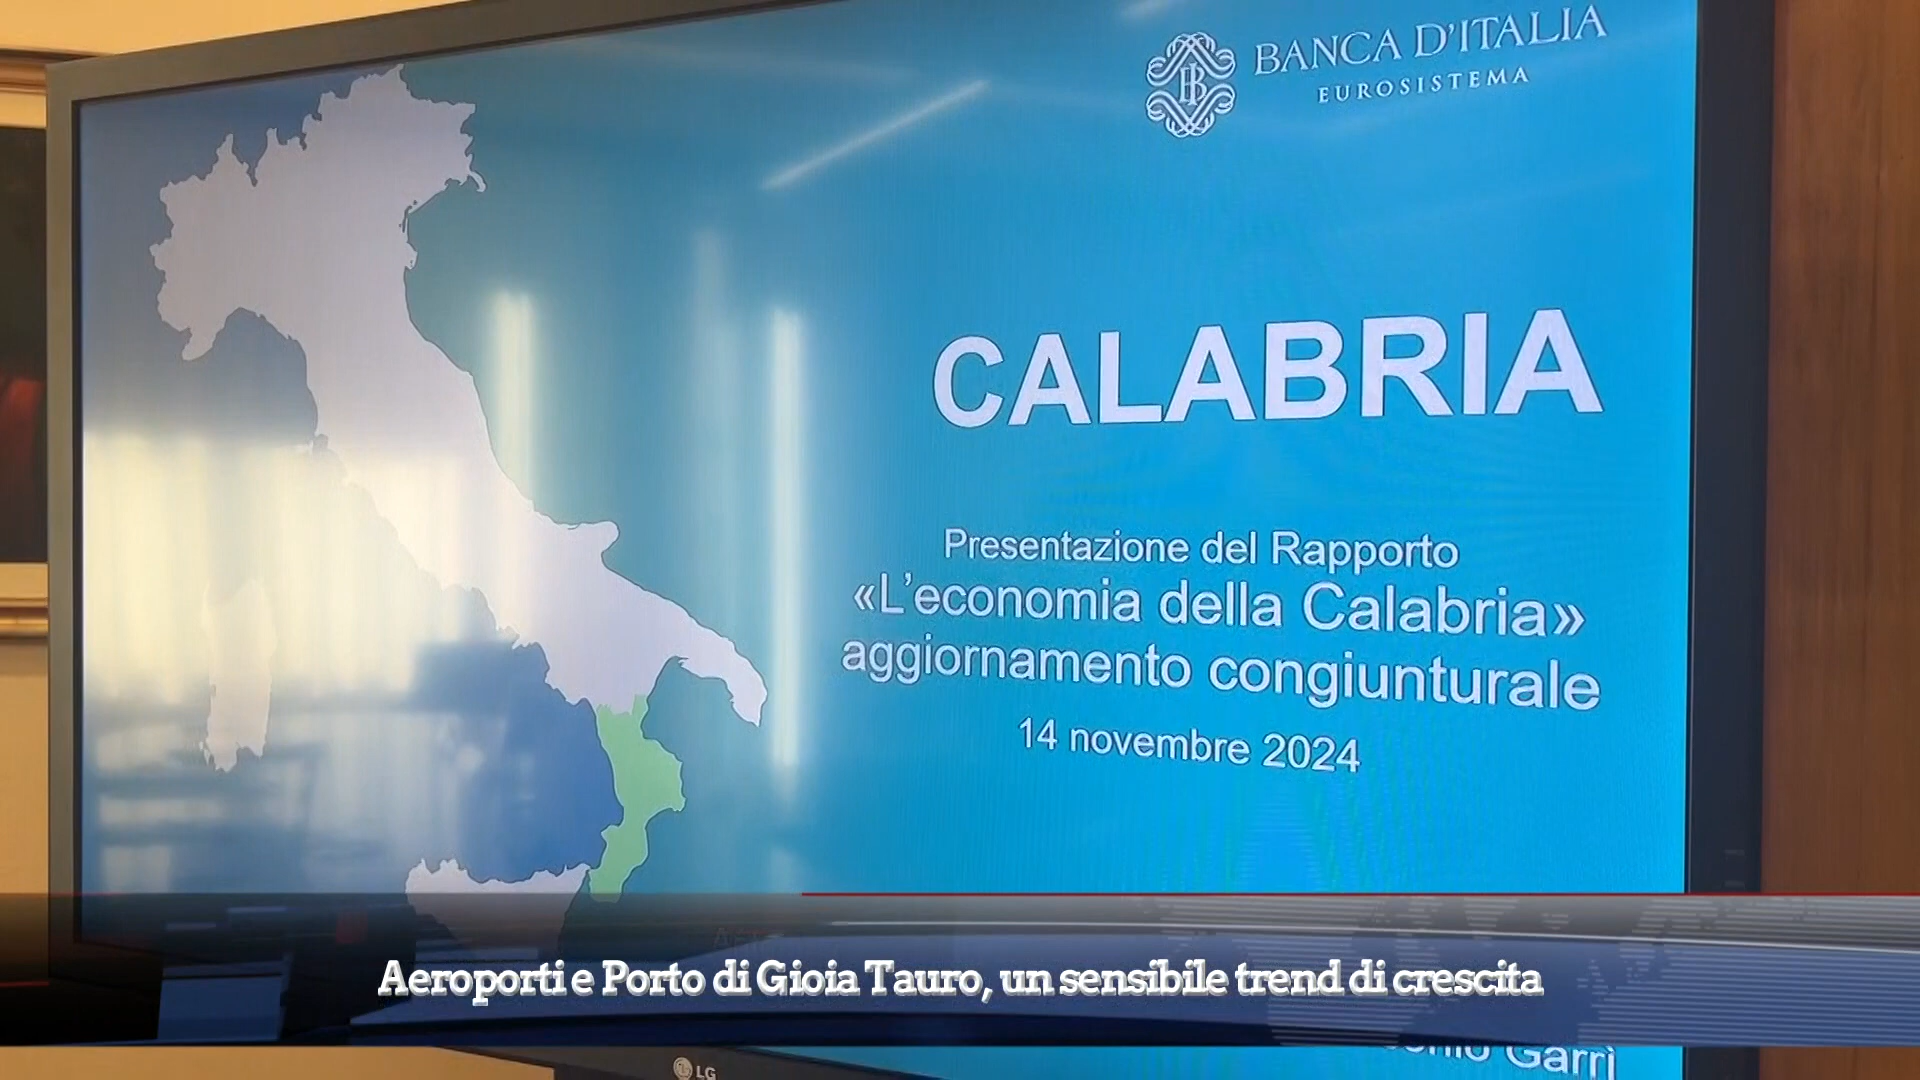 BANCA D'ITALIA
EUROSISTEMA
CALABRIA
Presentazione del Rapporto
«L'economia della Calabria»
aggiornamento congiunturale
14 novembre 2024
Aeroporti e Porto di Gioia Tauro, un sensibile trend di crescita
Garrì
LG